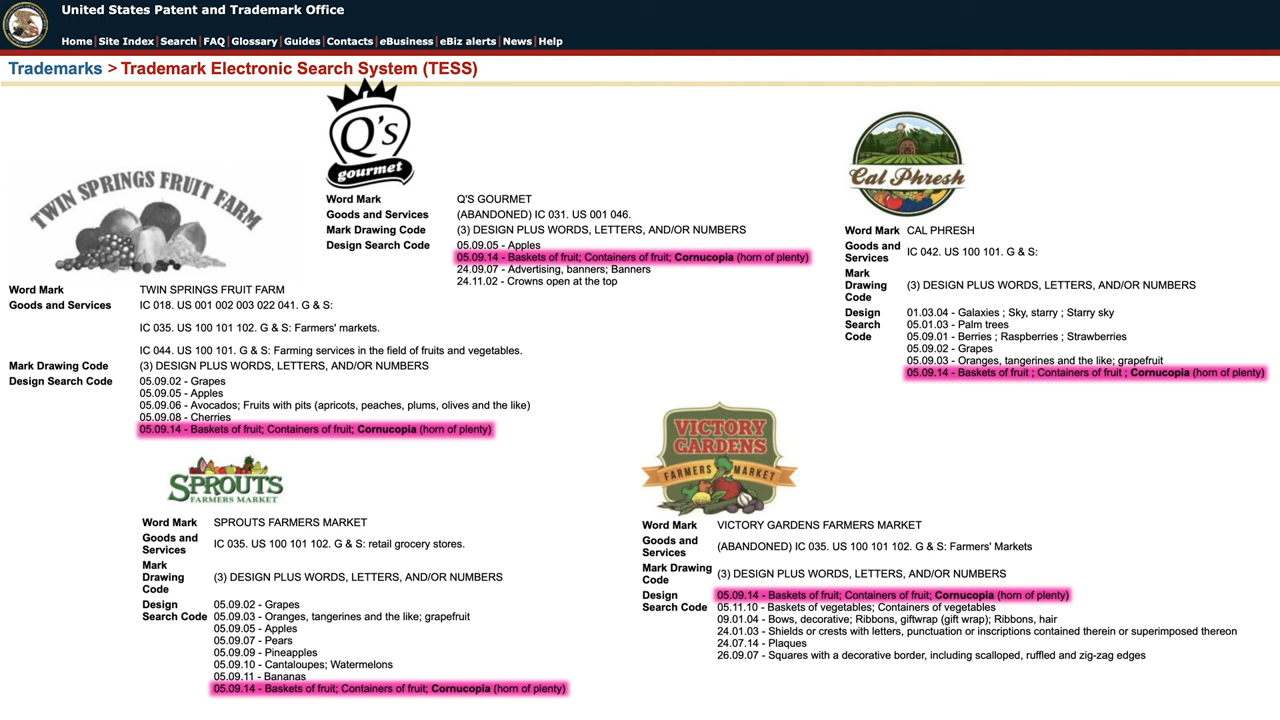 United States Patent and Trademark Office
Home | Site Index | Search | FAQ | Glossary | Guides | Contacts | eBusiness | eBiz alerts | News | Help
Trademarks > Trademark Electronic Search System (TESS)
TWIN SPRINGS FRUIT FARM
Word Mark TWIN SPRINGS FRUIT FARM
Goods and Services IC 018. US 001 002 003 022 041. G & S:
IC 035. US 100 101 102. G & S: Farmers' markets.
IC 044. US 100 101. G & S: Farming services in the field of fruits and vegetables.
Mark Drawing Code (3) DESIGN PLUS WORDS, LETTERS, AND/OR NUMBERS
Design Search Code 05.09.02 - Grapes
05.09.05 - Apples
05.09.06 - Avocados; Fruits with pits (apricots, peaches, plums, olives and the like)
05.09.08 - Cherries
05.09.14 - Baskets of fruit; Containers of fruit; Cornucopia (horn of plenty)
Q's
gourmet
Word Mark Q'S GOURMET
Goods and Services (ABANDONED) IC 031. US 001 046.
Mark Drawing Code (3) DESIGN PLUS WORDS, LETTERS, AND/OR NUMBERS
Design Search Code 05.09.05 - Apples
05.09.14 - Baskets of fruit; Containers of fruit; Cornucopia (horn of plenty)
24.09.07 - Advertising, banners; Banners
24.11.02 - Crowns open at the top
Cal Phresh
Word Mark CAL PHRESH
Goods and
Services IC 042. US 100 101. G & S:
Mark
Drawing (3) DESIGN PLUS WORDS, LETTERS, AND/OR NUMBERS
Code
Design 01.03.04 - Galaxies ; Sky, starry ; Starry sky
Search 05.01.03 - Palm trees
Code 05.09.01 - Berries ; Raspberries ; Strawberries
05.09.02 - Grapes
05.09.03 - Oranges, tangerines and the like; grapefruit
05.09.14 - Baskets of fruit ; Containers of fruit ; Cornucopia (horn of plenty)
SPROUTS
FARMERS MARKET
Word Mark SPROUTS FARMERS MARKET
Goods and
Services IC 035. US 100 101 102. G & S: retail grocery stores.
Mark
Drawing (3) DESIGN PLUS WORDS, LETTERS, AND/OR NUMBERS
Code
Design 05.09.02 - Grapes
Search Code 05.09.03 - Oranges, tangerines and the like; grapefruit
05.09.05 - Apples
05.09.07 - Pears
05.09.09 - Pineapples
05.09.10 - Cantaloupes; Watermelons
05.09.11 - Bananas
05.09.14 - Baskets of fruit; Containers of fruit; Cornucopia (horn of plenty)
VICTORY
GARDENS
FARMERS MARKET
Word Mark VICTORY GARDENS FARMERS MARKET
Goods and
Services (ABANDONED) IC 035. US 100 101 102. G & S: Farmers' Markets
Mark Drawing
Code (3) DESIGN PLUS WORDS, LETTERS, AND/OR NUMBERS
Design 05.09.14 - Baskets of fruit; Containers of fruit; Cornucopia (horn of plenty)
Search Code 05.11.10 - Baskets of vegetables; Containers of vegetables
09.01.04 - Bows, decorative; Ribbons, giftwrap (gift wrap); Ribbons, hair
24.01.03 - Shields or crests with letters, punctuation or inscriptions contained therein or superimposed thereon
24.07.14 - Plaques
26.09.07 - Squares with a decorative border, including scalloped, ruffled and zig-zag edges